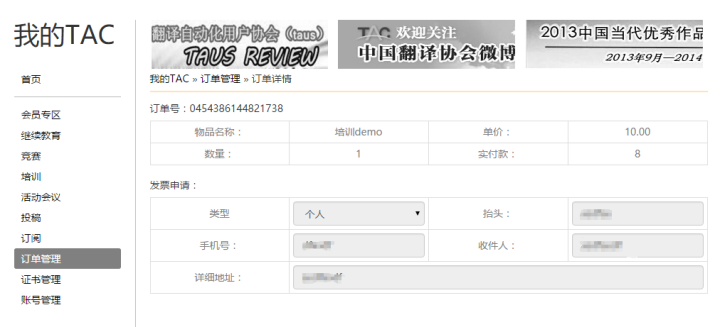 我的TAC
首页
会员专区
继续教育
竞赛
培训
活动会议
投稿
订阅
订单管理
证书管理
账号管理
翻译自动化用户协会 (taus)
TAUS REVIEW
TAC 欢迎关注
中国翻译协会微博
2013中国当代优秀作品
2013年9月—2014
我的TAC » 订单管理 » 订单详情
订单号：0454386144821738
物品名称： 培训demo 单价： 10.00
数量： 1 实付款： 8
发票申请：
类型 个人 抬头：
手机号： 收件人：
详细地址：